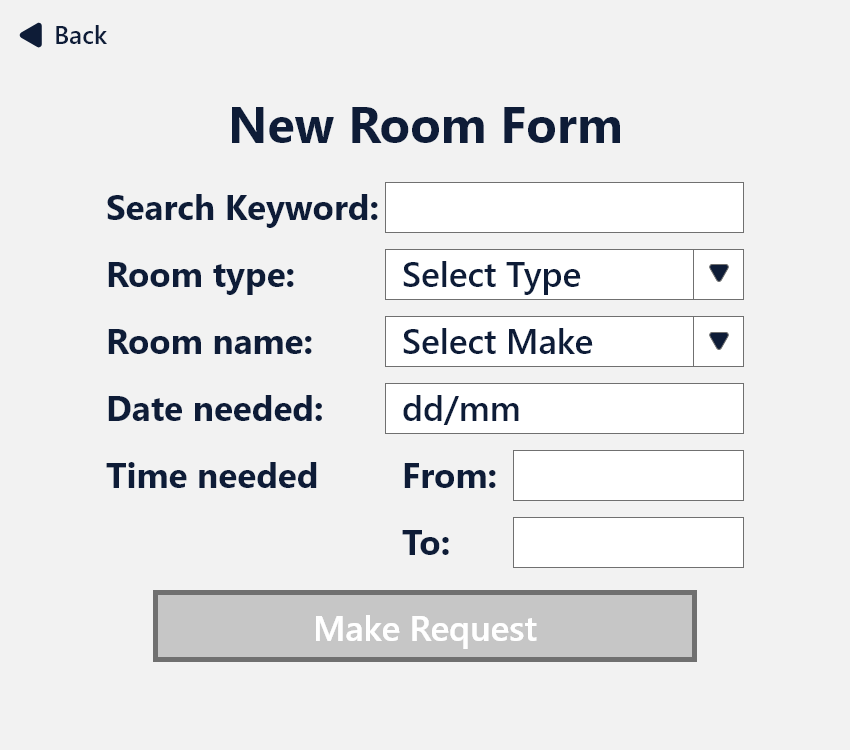 Back
New Room Form
Search Keyword:
Room type: Select Type
Room name: Select Make
Date needed: dd/mm
Time needed From:
To:
Make Request